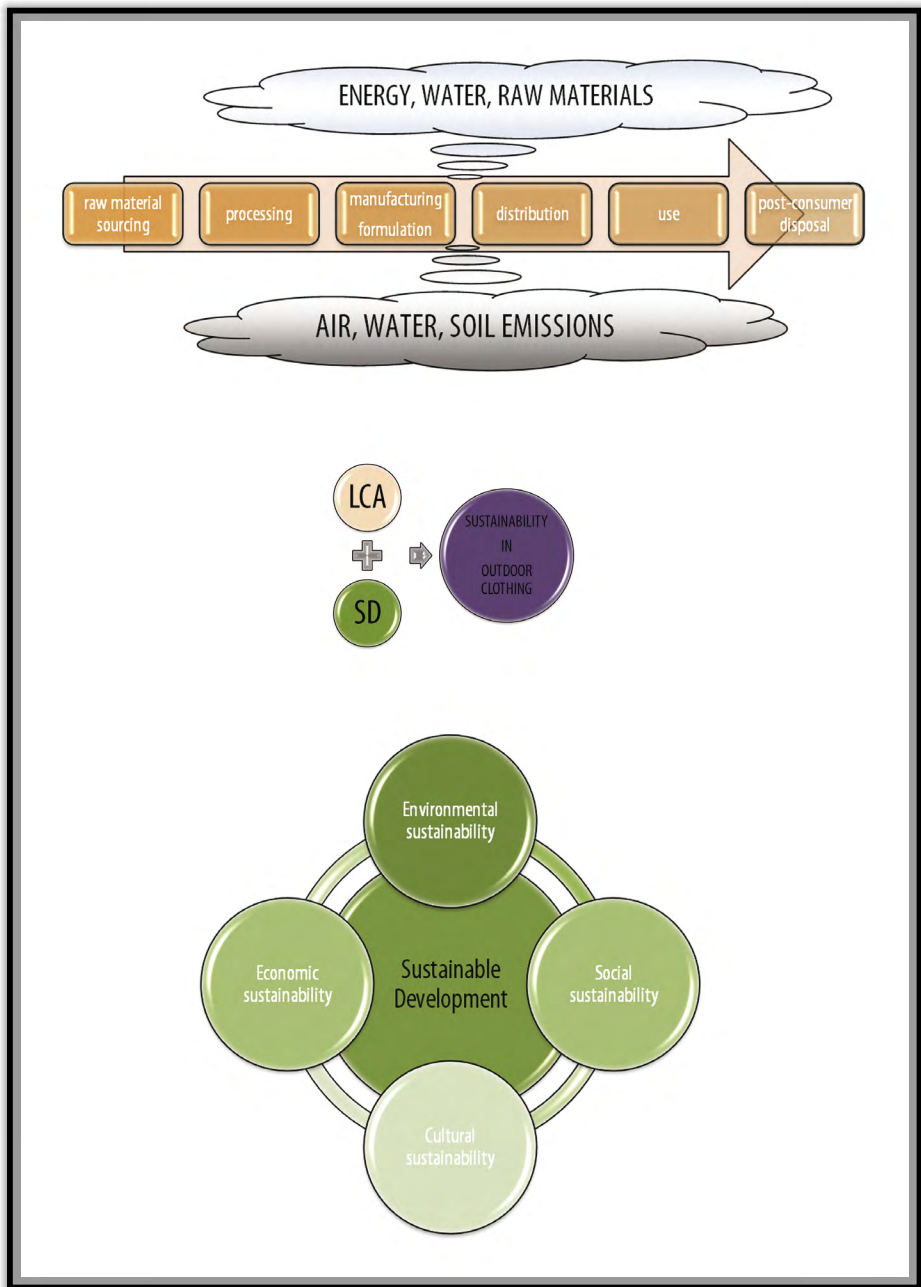 ENERGY, WATER, RAW MATERIALS
raw material
sourcing
processing
manufacturing
formulation
distribution
use
post-consumer
disposal
AIR, WATER, SOIL EMISSIONS
LCA
SD
SUSTAINABILITY
IN
OUTDOOR
CLOTHING
Environmental
sustainability
Economic
sustainability
Sustainable
Development
Social
sustainability
Cultural
sustainability